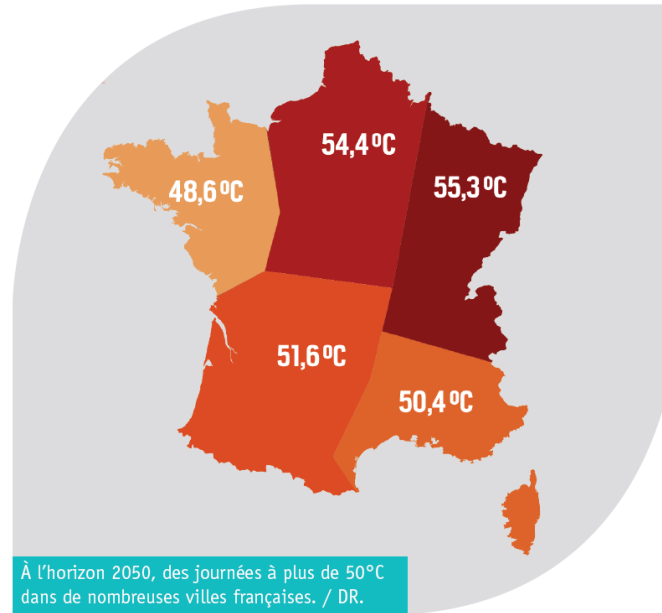 54,4 ºC
55,3 ºC
48,6 ºC
51,6 ºC
50,4 ºC
À l’horizon 2050, des journées à plus de 50°C
dans de nombreuses villes françaises. / DR.